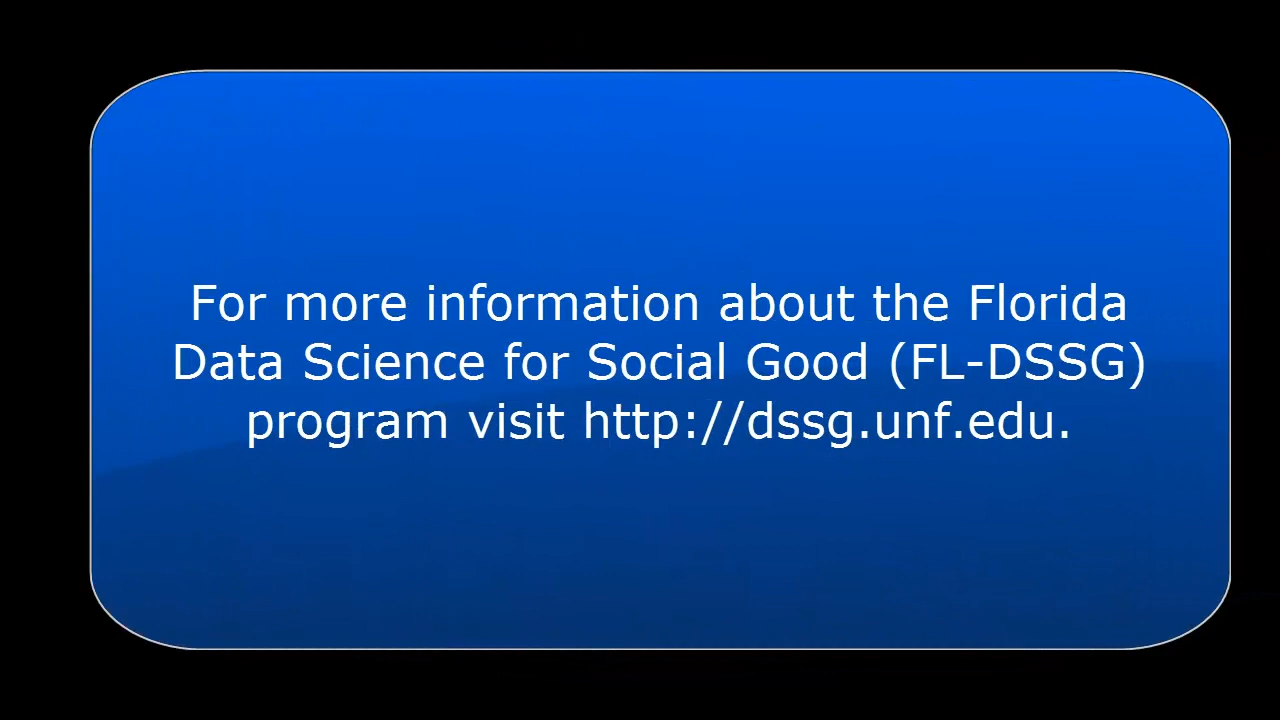 For more information about the Florida
Data Science for Social Good (FL-DSSG)
program visit http://dssg.unf.edu.